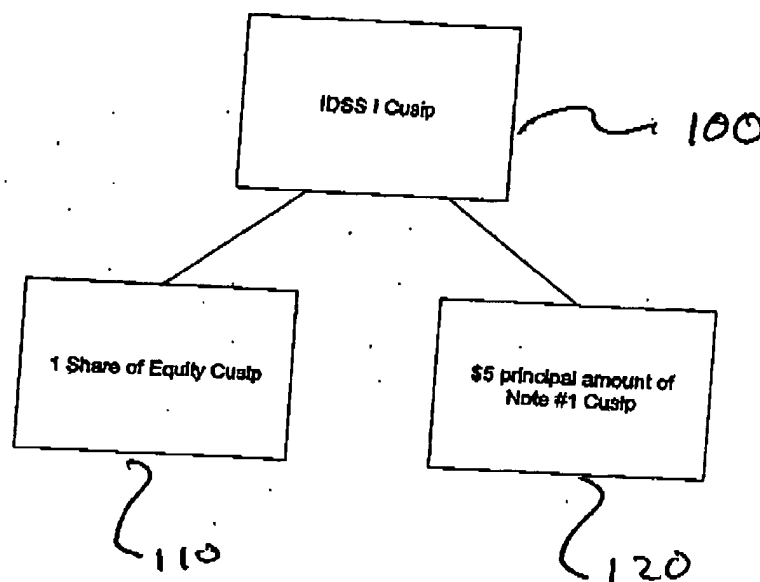 IDSS I Cusip
100
1 Share of Equity Cusip
$5 principal amount of
Note #1 Cusip
110
120